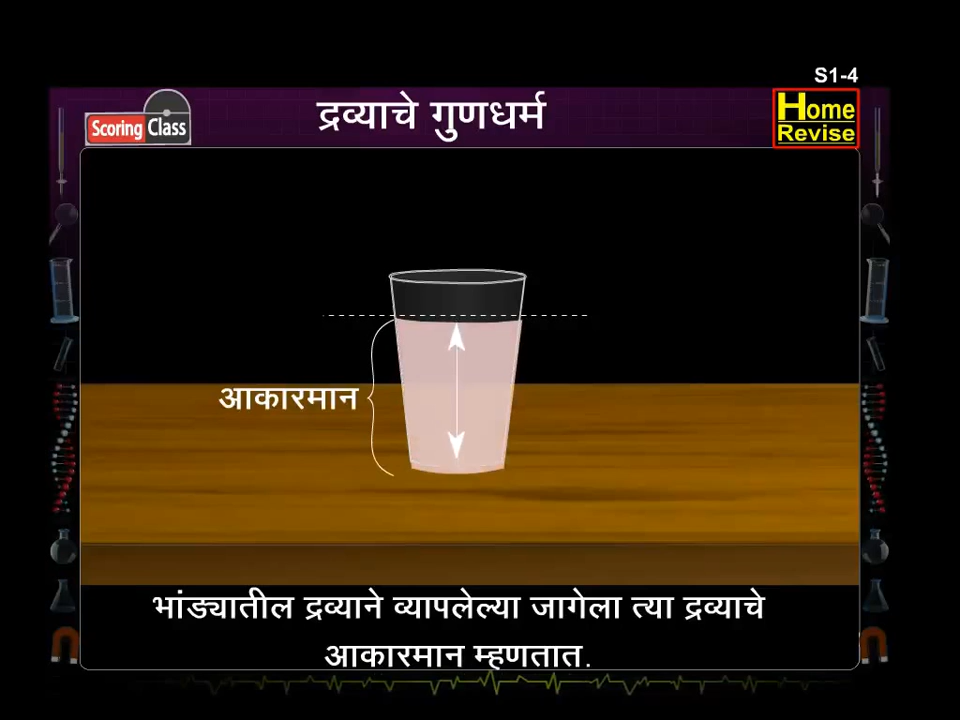 S1-4
Scoring Class
द्रव्याचे गुणधर्म
Home
Revise
आकारमान
भांड्यातील द्रव्याने व्यापलेल्या जागेला त्या द्रव्याचे
आकारमान म्हणतात.